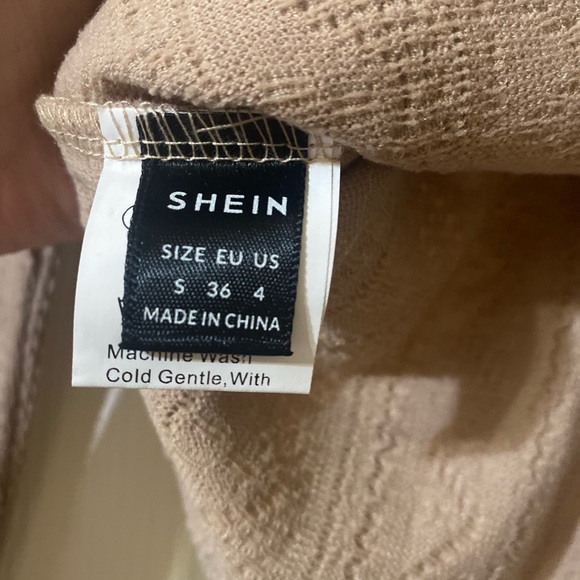 SHEIN
SIZE EU US
S 36 4
MADE IN CHINA
Machine Wash
Cold Gentle, With